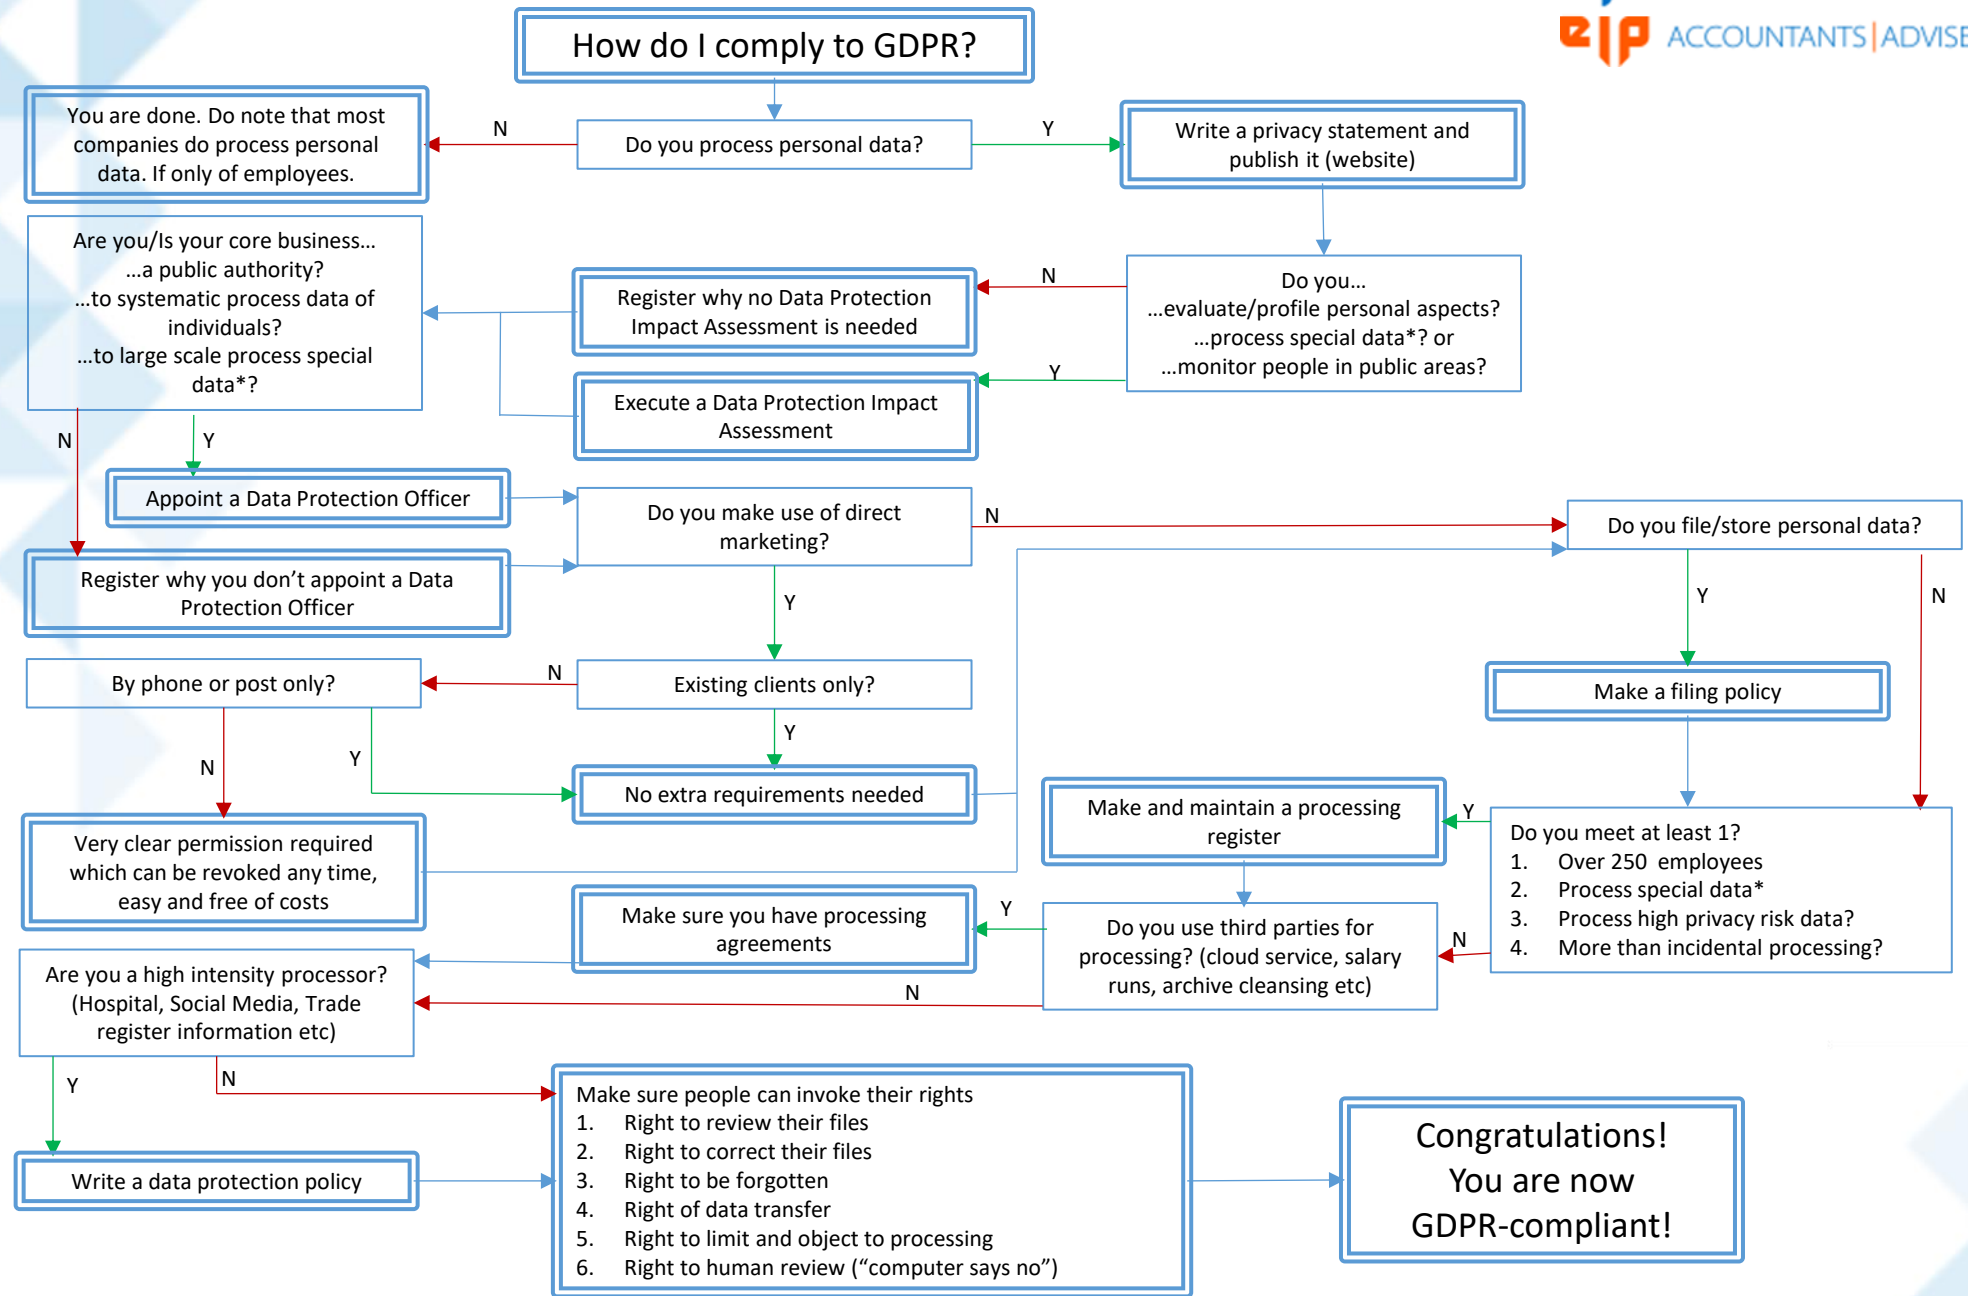 How do I comply to GDPR?
eJP ACCOUNTANTS|ADVISE
You are done. Do note that most
companies do process personal
data. If only of employees.
N
Do you process personal data?
Y
Write a privacy statement and
publish it (website)
Are you/Is your core business...
...a public authority?
...to systematic process data of
individuals?
...to large scale process special
data*?
Register why no Data Protection
Impact Assessment is needed
N
Do you...
...evaluate/profile personal aspects?
...process special data*? or
...monitor people in public areas?
Y
Execute a Data Protection Impact
Assessment
N
Y
Appoint a Data Protection Officer
Do you make use of direct
marketing?
N
Do you file/store personal data?
Register why you don’t appoint a Data
Protection Officer
Y
Y
N
By phone or post only?
N
Existing clients only?
Make a filing policy
Y
N
Y
No extra requirements needed
Make and maintain a processing
register
Y
Do you meet at least 1?
1. Over 250 employees
2. Process special data*
3. Process high privacy risk data?
4. More than incidental processing?
Very clear permission required
which can be revoked any time,
easy and free of costs
Make sure you have processing
agreements
Y
Do you use third parties for
processing? (cloud service, salary
runs, archive cleansing etc)
N
Are you a high intensity processor?
(Hospital, Social Media, Trade
register information etc)
N
Y
N
Make sure people can invoke their rights
1. Right to review their files
2. Right to correct their files
3. Right to be forgotten
4. Right of data transfer
5. Right to limit and object to processing
6. Right to human review (“computer says no”)
Write a data protection policy
Congratulations!
You are now
GDPR-compliant!